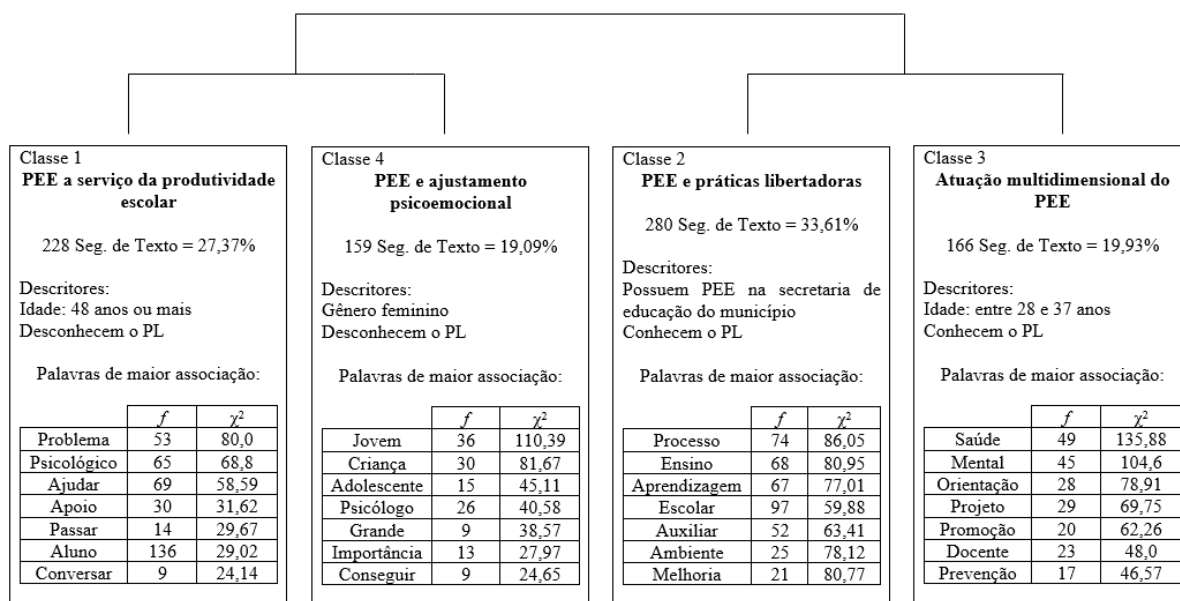 Classe 1
PEE a serviço da produtividade
escolar
228 Seg. de Texto = 27,37%
Descritores:
Idade: 48 anos ou mais
Desconhecem o PL
Palavras de maior associação:
f χ²
Problema 53 80,0
Psicológico 65 68,8
Ajudar 69 58,59
Apoio 30 31,62
Passar 14 29,67
Aluno 136 29,02
Conversar 9 24,14
Classe 4
PEE e ajustamento
psicoemocional
159 Seg. de Texto = 19,09%
Descritores:
Gênero feminino
Desconhecem o PL
Palavras de maior associação:
f χ²
Jovem 36 110,39
Criança 30 81,67
Adolescente 15 45,11
Psicólogo 26 40,58
Grande 9 38,57
Importância 13 27,97
Conseguir 9 24,65
Classe 2
PEE e práticas libertadoras
280 Seg. de Texto = 33,61%
Descritores:
Possuem PEE na secretaria de
educação do município
Conhecem o PL
Palavras de maior associação:
f χ²
Processo 74 86,05
Ensino 68 80,95
Aprendizagem 67 77,01
Escolar 97 59,88
Auxiliar 52 63,41
Ambiente 25 78,12
Melhoria 21 80,77
Classe 3
Atuação multidimensional do
PEE
166 Seg. de Texto = 19,93%
Descritores:
Idade: entre 28 e 37 anos
Conhecem o PL
Palavras de maior associação:
f χ²
Saúde 49 135,88
Mental 45 104,6
Orientação 28 78,91
Projeto 29 69,75
Promoção 20 62,26
Docente 23 48,0
Prevenção 17 46,57